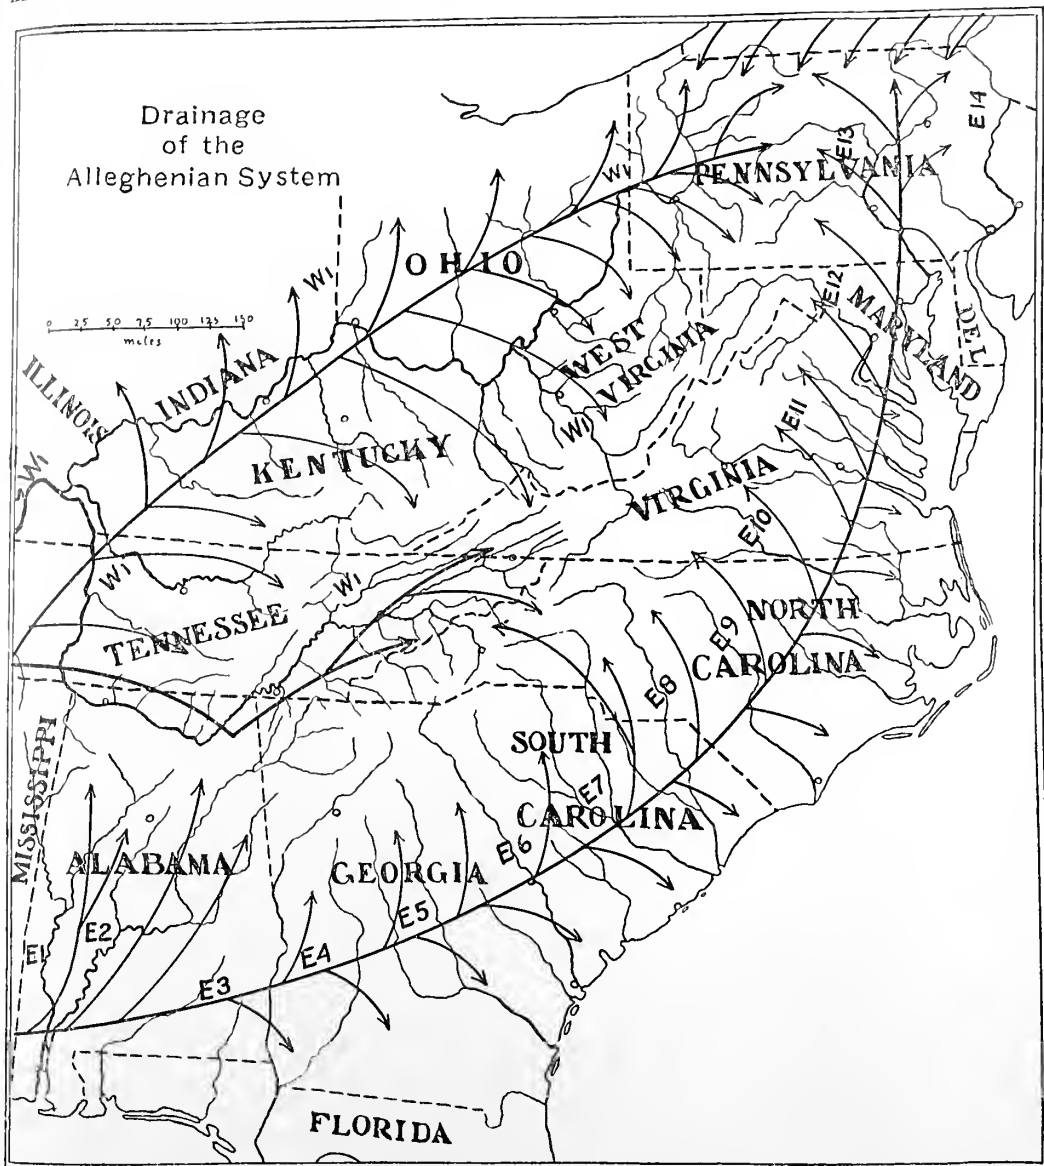 Drainage
of the
Alleghenian System
0 25 50 75 100 125 150
miles
E14
E13
PENNSYLVANIA
W1
OHIO
W1
E12
MARYLAND
DEL
WEST
VIRGINIA
ILLINOIS
INDIANA
W1
E11
KENTUCKY
W1
VIRGINIA
E10
W1
W1
TENNESSEE
NORTH
CAROLINA
E9
E8
MISSISSIPPI
SOUTH
CAROLINA
E7
E6
ALABAMA
GEORGIA
E5
E1
E2
E4
E3
FLORIDA